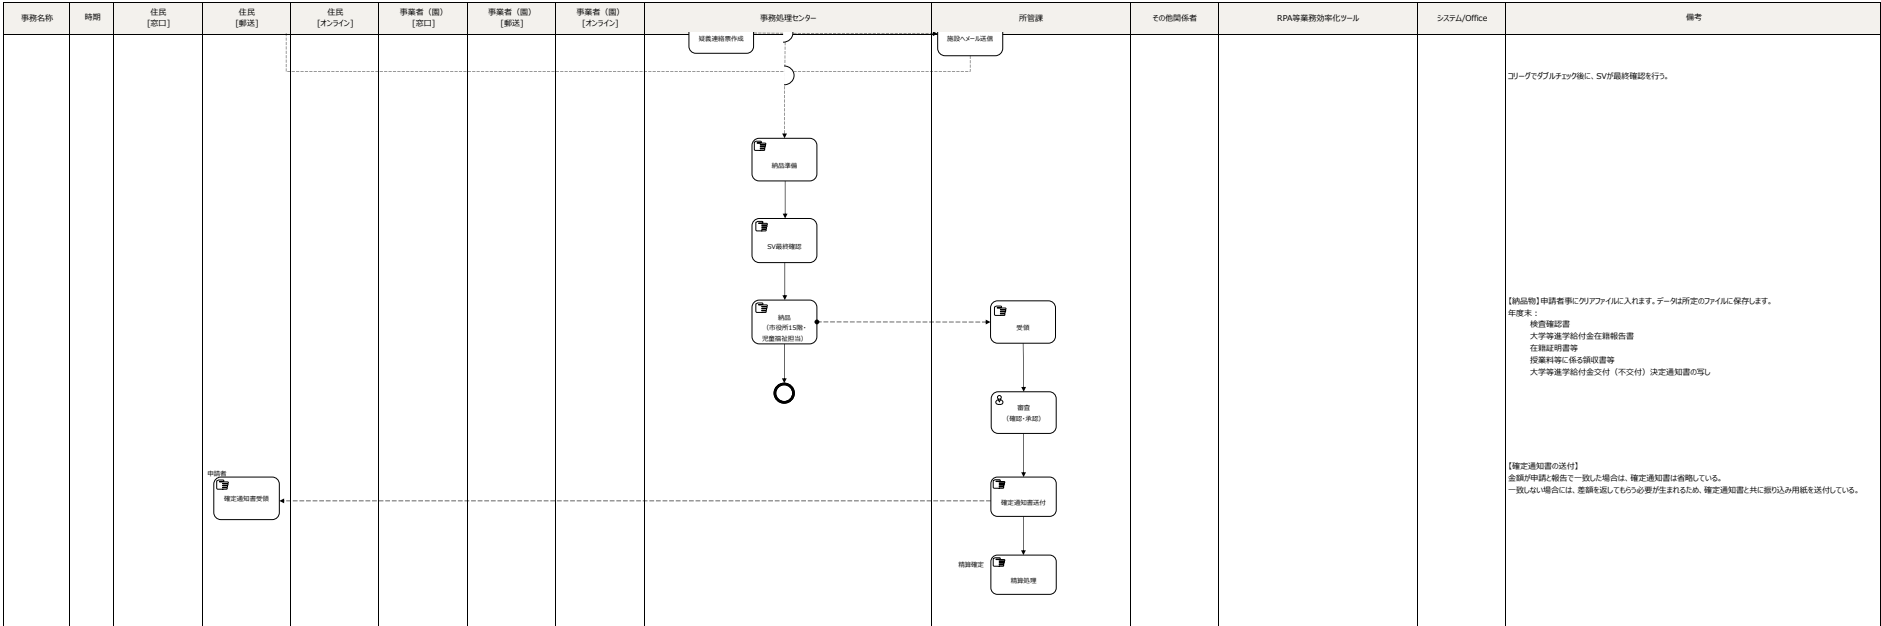 事務名称
時期
住民
[窓口]
住民
[郵送]
住民
[オンライン]
事業者（園）
[窓口]
事業者（園）
[郵送]
事業者（園）
[オンライン]
事務処理センター
所管課
その他関係者
RPA等業務効率化ツール
システム/Office
備考
疑義連絡票作成
施設へメール送信
コリーグでダブルチェック後に、SVが最終確認を行う。
納品準備
SV最終確認
納品
（市役所15階・
児童福祉担当）
受領
【納品物】申請者事にクリアファイルに入れます。データは所定のファイルに保存します。
年度末：
検査確認書
大学等進学給付金在籍報告書
在籍証明書等
授業料等に係る領収書等
大学等進学給付金交付（不交付）決定通知書の写し
審査
（確認・承認）
申請者
確定通知書受領
確定通知書送付
【確定通知書の送付】
金額が申請と報告で一致した場合は、確定通知書は省略している。
一致しない場合には、差額を返してもらう必要が生まれるため、確定通知書と共に振り込み用紙を送付している。
精算確定
精算処理